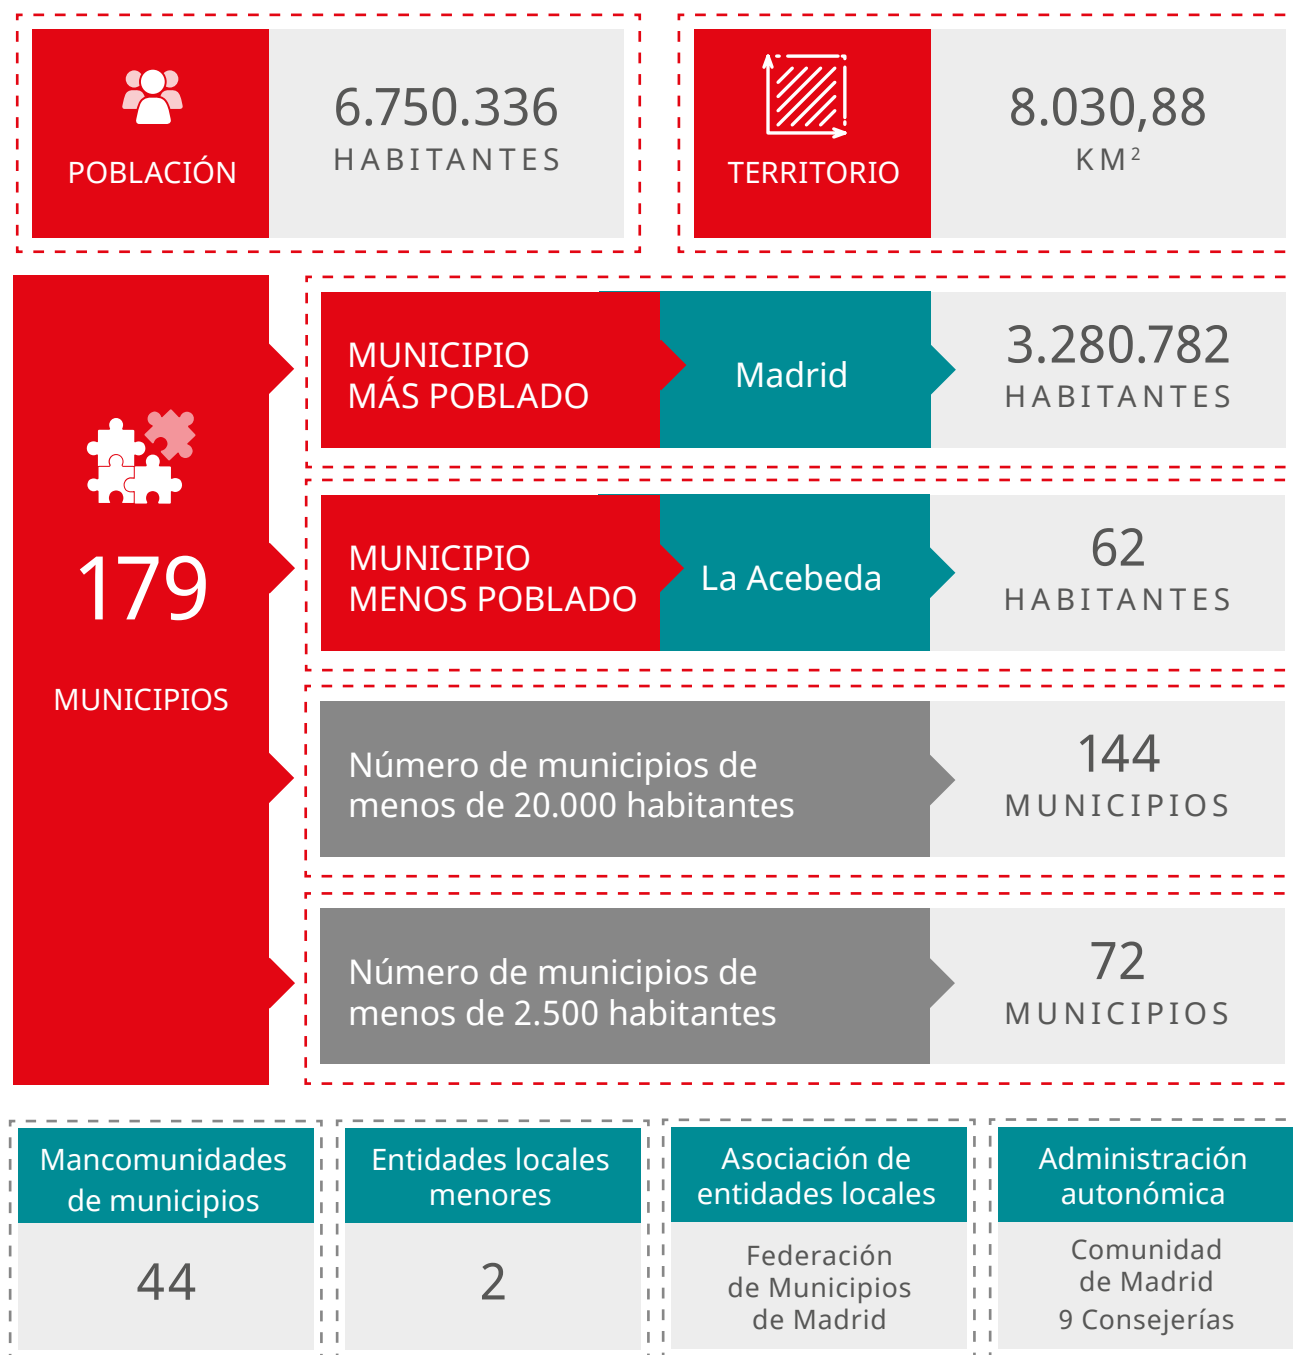 POBLACIÓN
6.750.336
HABITANTES
TERRITORIO
8.030,88
KM²
179
MUNICIPIOS
MUNICIPIO
MÁS POBLADO
Madrid
3.280.782
HABITANTES
MUNICIPIO
MENOS POBLADO
La Acebeda
62
HABITANTES
Número de municipios de
menos de 20.000 habitantes
144
MUNICIPIOS
Número de municipios de
menos de 2.500 habitantes
72
MUNICIPIOS
Mancomunidades
de municipios
44
Entidades locales
menores
2
Asociación de
entidades locales
Federación
de Municipios
de Madrid
Administración
autonómica
Comunidad
de Madrid
9 Consejerías